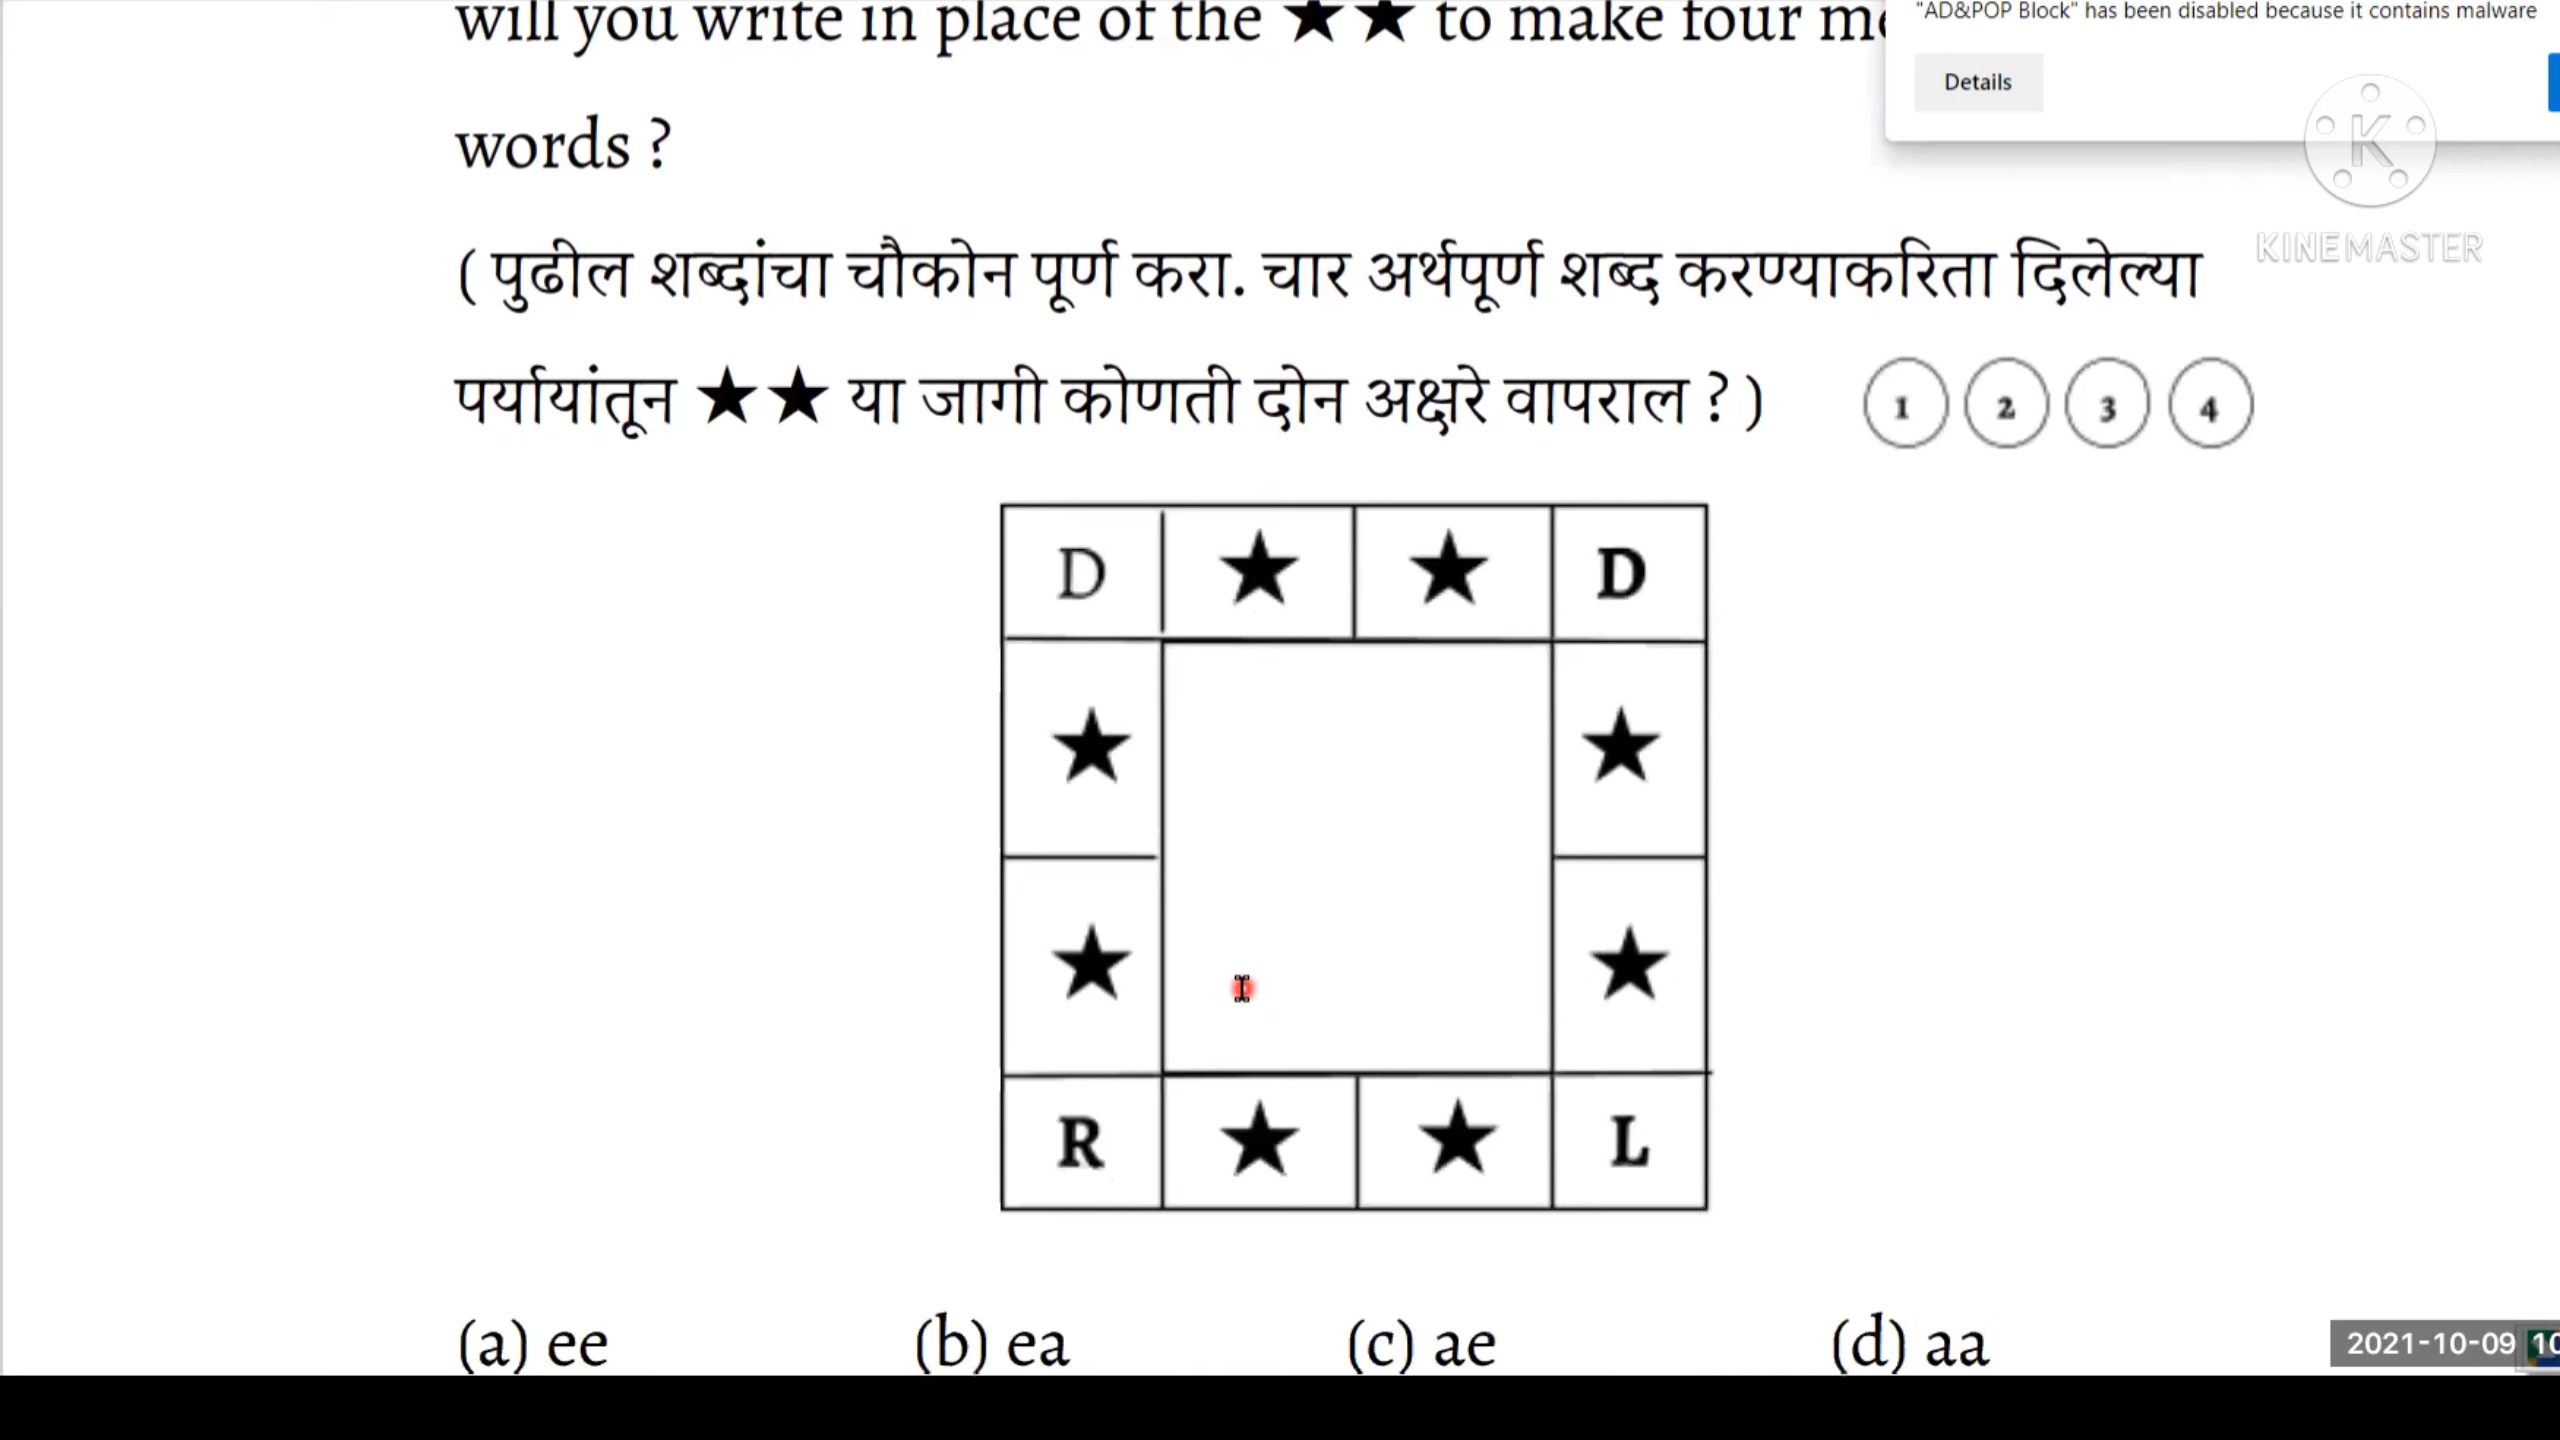 will you write in place of the ★★ to make four me
"AD&POP Block" has been disabled because it contains malware
Details
words ?
KINEMASTER
( पुढील शब्दांचा चौकोन पूर्ण करा. चार अर्थपूर्ण शब्द करण्याकरिता दिलेल्या
पर्यायांतून ★★ या जागी कोणती दोन अक्षरे वापराल ? ) 1 2 3 4
D ★ ★ D
★ ★
★ ★
R ★ ★ L
(a) ee (b) ea (c) ae (d) aa
2021-10-09 10